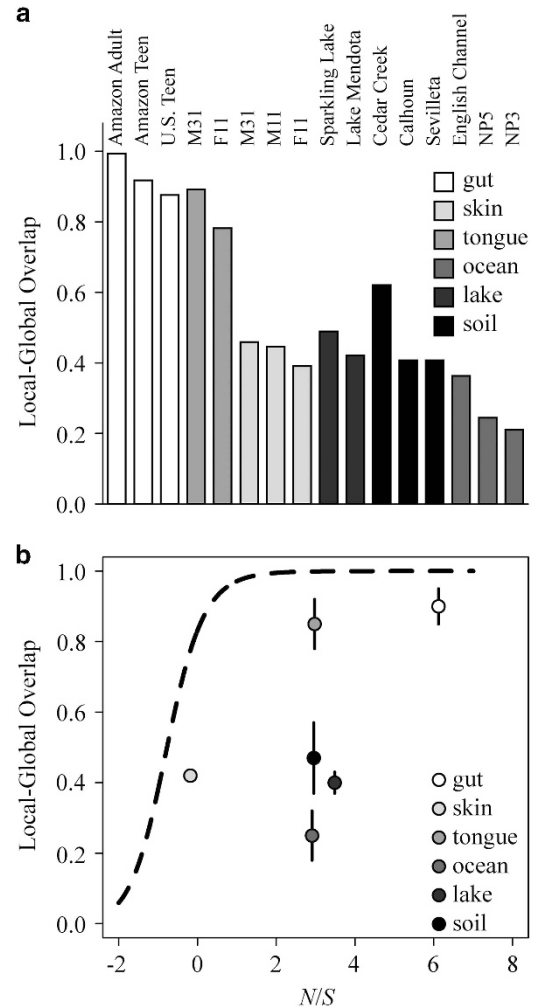 a
Amazon Adult
Amazon Teen
U.S. Teen
M31
F11
M31
M11
F11
Sparkling Lake
Lake Mendota
Cedar Creek
Calhoun
Sevilleta
English Channel
NP5
NP3
Local-Global Overlap
1.0
0.8
0.6
0.4
0.2
0.0
gut
skin
tongue
ocean
lake
soil
b
Local-Global Overlap
1.0
0.8
0.6
0.4
0.2
0.0
gut
skin
tongue
ocean
lake
soil
-2 0 2 4 6 8
N/S